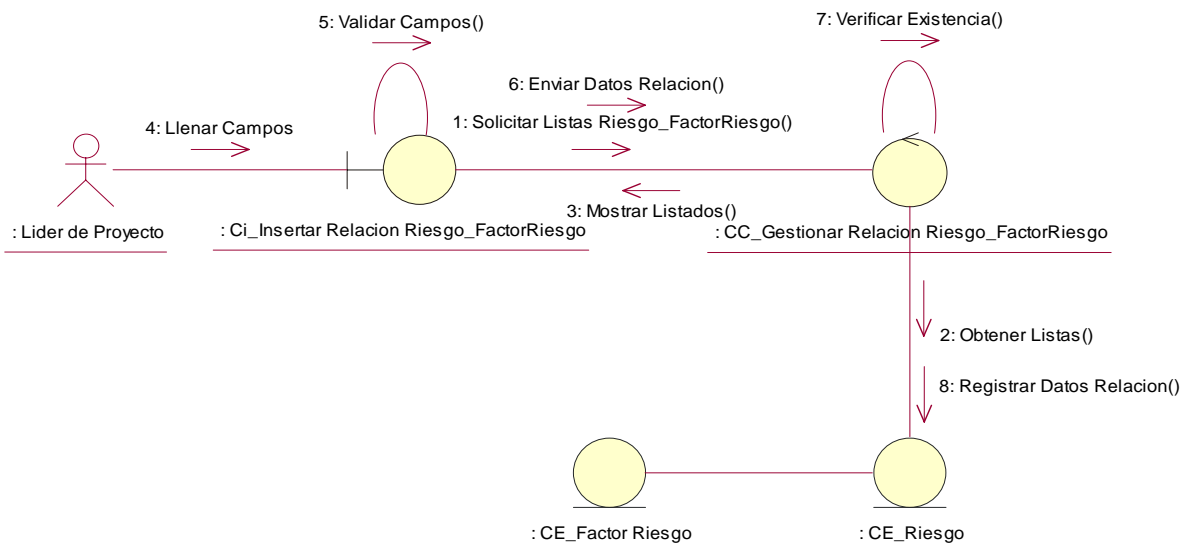 5: Validar Campos()
7: Verificar Existencia()
6: Enviar Datos Relacion()
4: Llenar Campos
1: Solicitar Listas Riesgo_FactorRiesgo()
3: Mostrar Listados()
: Lider de Proyecto
: Ci_Insertar Relacion Riesgo_FactorRiesgo
: CC_Gestionar Relacion Riesgo_FactorRiesgo
2: Obtener Listas()
8: Registrar Datos Relacion()
: CE_Factor Riesgo
: CE_Riesgo